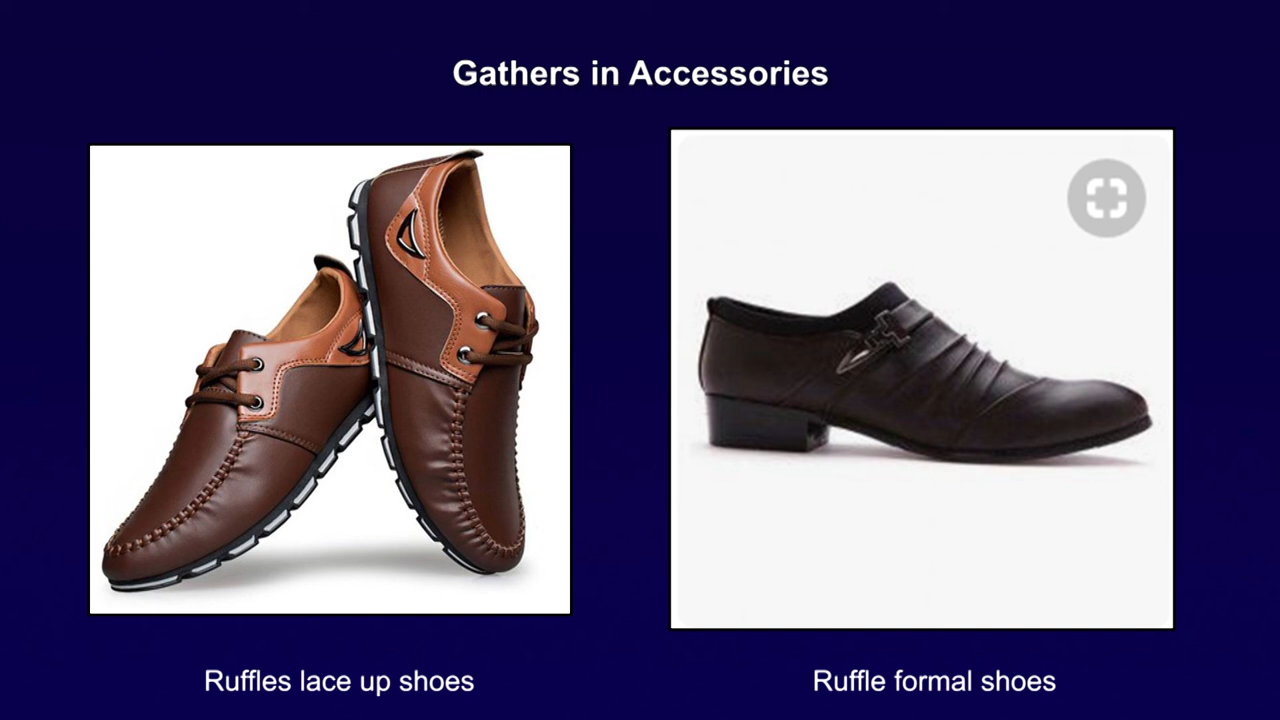 Gathers in Accessories
Ruffles lace up shoes
Ruffle formal shoes